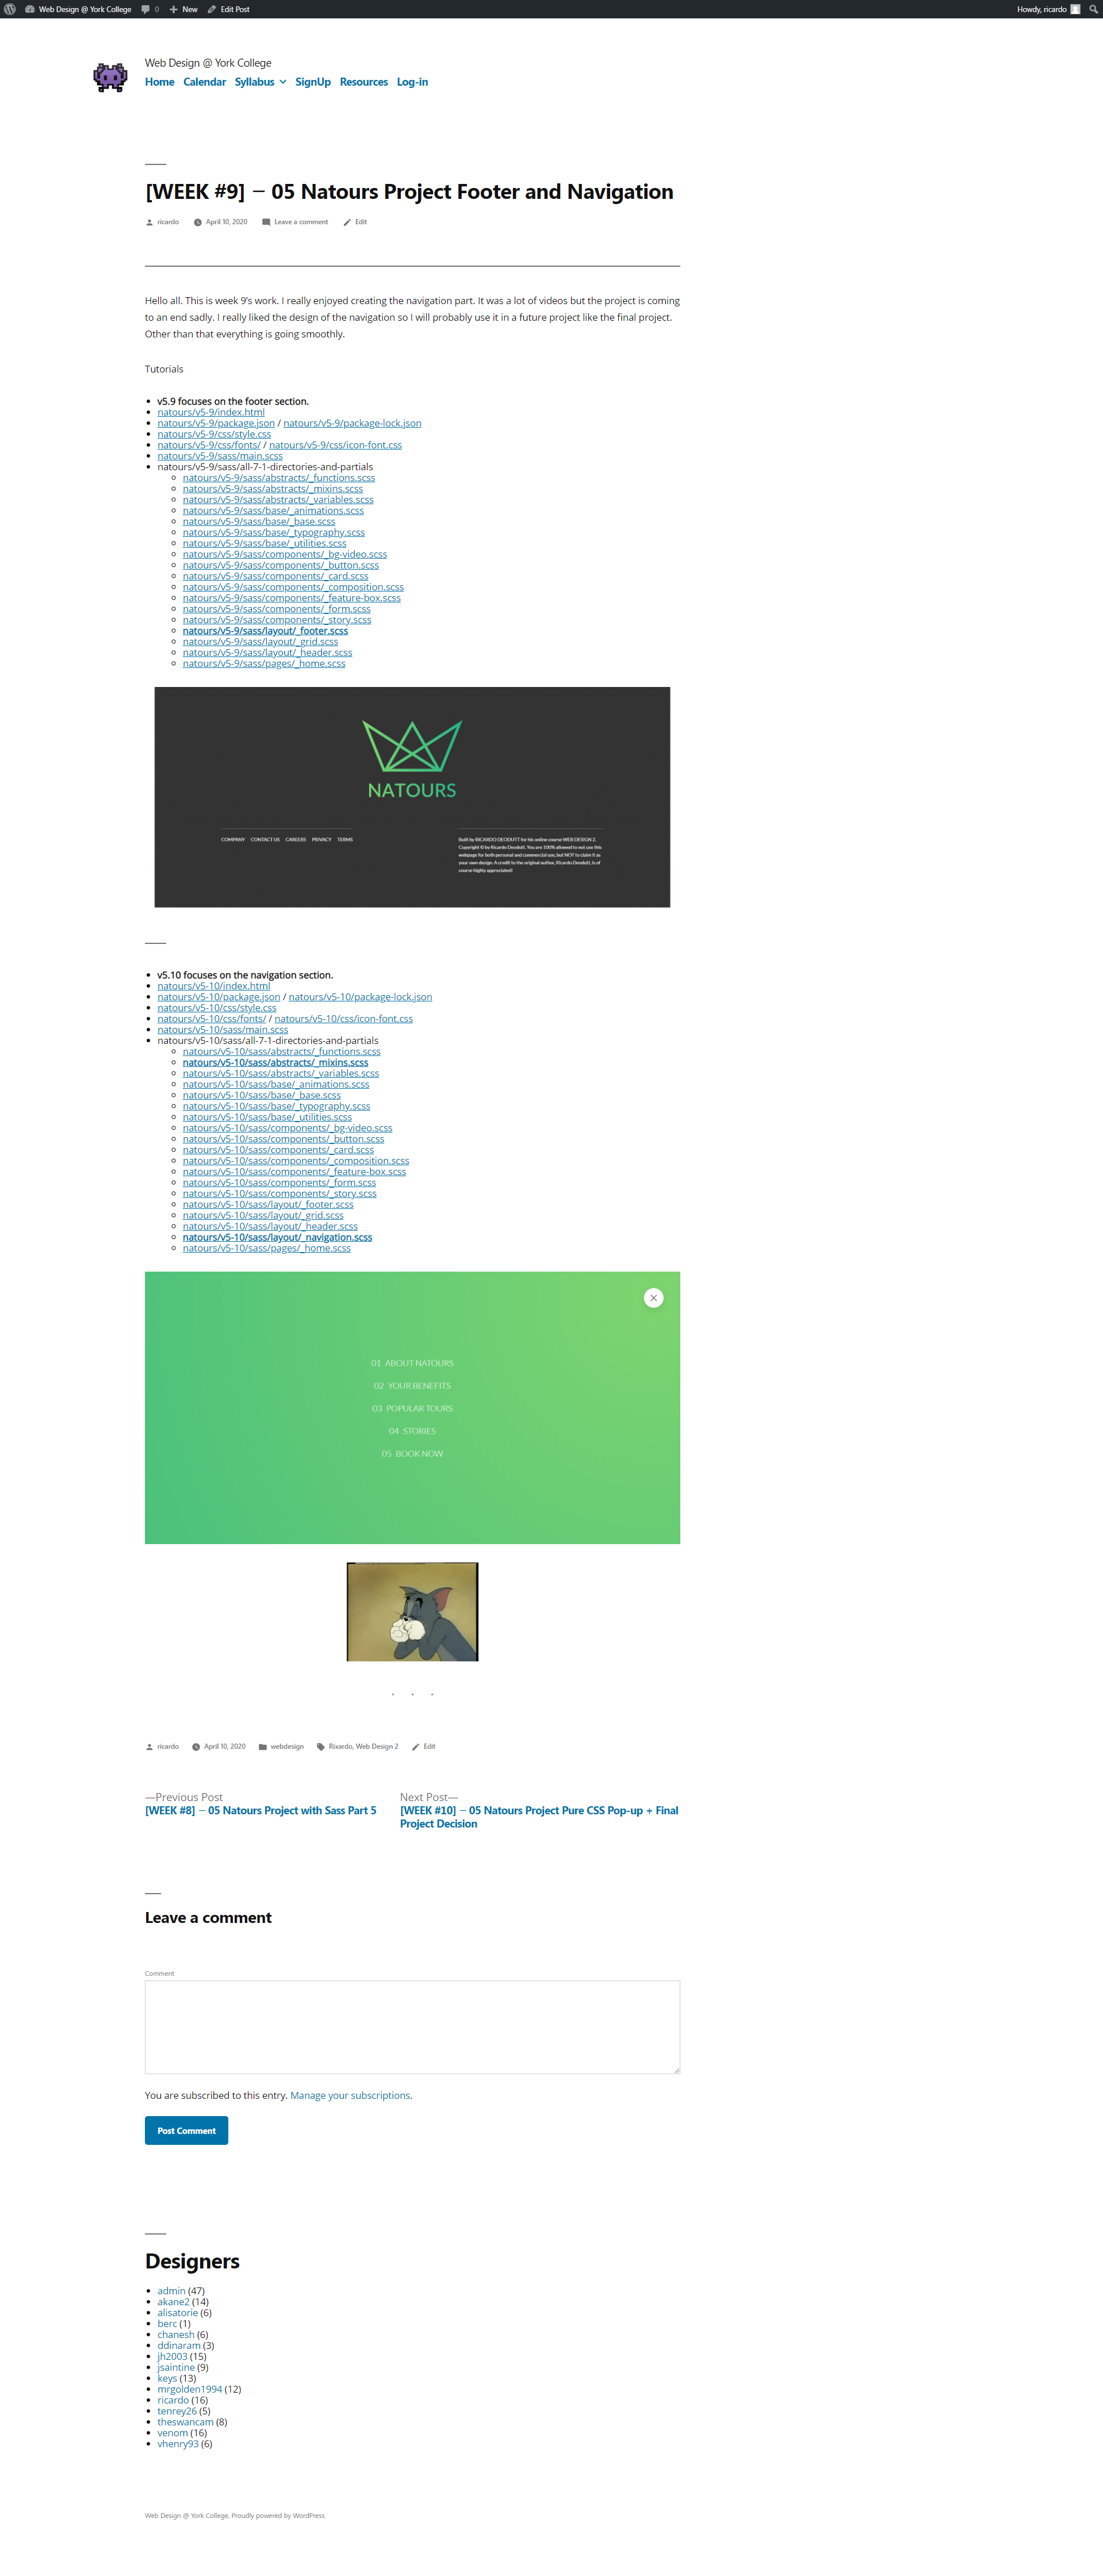 Web Design @ York College 0 New Edit Post Howdy, ricardo
Web Design @ York College
Home Calendar Syllabus SignUp Resources Log-in
[WEEK #9] – 05 Natours Project Footer and Navigation
ricardo April 10, 2020 Leave a comment Edit
Hello all. This is week 9's work. I really enjoyed creating the navigation part. It was a lot of videos but the project is coming
to an end sadly. I really liked the design of the navigation so I will probably use it in a future project like the final project.
Other than that everything is going smoothly.
Tutorials
v5.9 focuses on the footer section.
natours/v5-9/index.html
natours/v5-9/package.json / natours/v5-9/package-lock.json
natours/v5-9/css/style.css
natours/v5-9/css/fonts/ / natours/v5-9/css/icon-font.css
natours/v5-9/sass/main.scss
natours/v5-9/sass/all-7-1-directories-and-partials
natours/v5-9/sass/abstracts/_functions.scss
natours/v5-9/sass/abstracts/_mixins.scss
natours/v5-9/sass/abstracts/_variables.scss
natours/v5-9/sass/base/_animations.scss
natours/v5-9/sass/base/_base.scss
natours/v5-9/sass/base/_typography.scss
natours/v5-9/sass/base/_utilities.scss
natours/v5-9/sass/components/_bg-video.scss
natours/v5-9/sass/components/_button.scss
natours/v5-9/sass/components/_card.scss
natours/v5-9/sass/components/_composition.scss
natours/v5-9/sass/components/_feature-box.scss
natours/v5-9/sass/components/_form.scss
natours/v5-9/sass/components/_story.scss
natours/v5-9/sass/layout/_footer.scss
natours/v5-9/sass/layout/_grid.scss
natours/v5-9/sass/layout/_header.scss
natours/v5-9/sass/pages/_home.scss
NATOURS
COMPANY CONTACT US CAREERS PRIVACY TERMS
Built by RICARDO DEODUTT for his online course WEB DESIGN 2.
Copyright © by Ricardo Deodutt. You are 100% allowed to use this
webpage for both personal and commercial use, but NOT to claim it as
your own design. A credit to the original author, Ricardo Deodutt, is of
course highly appreciated!
v5.10 focuses on the navigation section.
natours/v5-10/index.html
natours/v5-10/package.json / natours/v5-10/package-lock.json
natours/v5-10/css/style.css
natours/v5-10/css/fonts/ / natours/v5-10/css/icon-font.css
natours/v5-10/sass/main.scss
natours/v5-10/sass/all-7-1-directories-and-partials
natours/v5-10/sass/abstracts/_functions.scss
natours/v5-10/sass/abstracts/_mixins.scss
natours/v5-10/sass/abstracts/_variables.scss
natours/v5-10/sass/base/_animations.scss
natours/v5-10/sass/base/_base.scss
natours/v5-10/sass/base/_typography.scss
natours/v5-10/sass/base/_utilities.scss
natours/v5-10/sass/components/_bg-video.scss
natours/v5-10/sass/components/_button.scss
natours/v5-10/sass/components/_card.scss
natours/v5-10/sass/components/_composition.scss
natours/v5-10/sass/components/_feature-box.scss
natours/v5-10/sass/components/_form.scss
natours/v5-10/sass/components/_story.scss
natours/v5-10/sass/layout/_footer.scss
natours/v5-10/sass/layout/_grid.scss
natours/v5-10/sass/layout/_header.scss
natours/v5-10/sass/layout/_navigation.scss
natours/v5-10/sass/pages/_home.scss
01 ABOUT NATOURS
02 YOUR BENEFITS
03 POPULAR TOURS
04 STORIES
05 BOOK NOW
. . .
ricardo April 10, 2020 webdesign Rixardo, Web Design 2 Edit
—Previous Post
[WEEK #8] – 05 Natours Project with Sass Part 5
Next Post—
[WEEK #10] – 05 Natours Project Pure CSS Pop-up + Final
Project Decision
Leave a comment
Comment
You are subscribed to this entry. Manage your subscriptions.
Post Comment
Designers
admin (47)
akane2 (14)
alisatorie (6)
berc (1)
chanesh (6)
ddinaram (3)
jh2003 (15)
jsaintine (9)
keys (13)
mrgolden1994 (12)
ricardo (16)
tenrey26 (5)
theswancam (8)
venom (16)
vhenry93 (6)
Web Design @ York College, Proudly powered by WordPress.